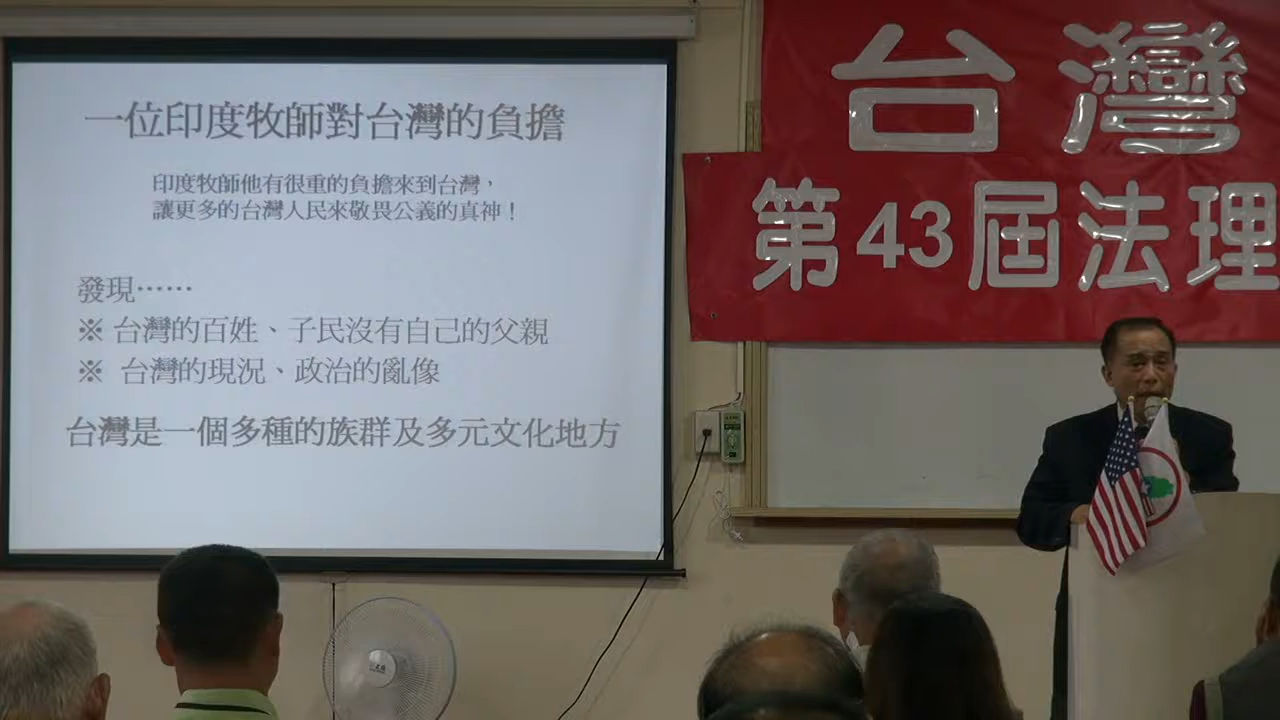 一位印度牧師對台灣的負擔
印度牧師他有很重的負擔來到台灣，
讓更多的台灣人民來敬畏公義的真神！
發現……
※ 台灣的百姓、子民沒有自己的父親
※ 台灣的現況、政治的亂像
台灣是一個多種的族群及多元文化地方
台灣
第43屆法理